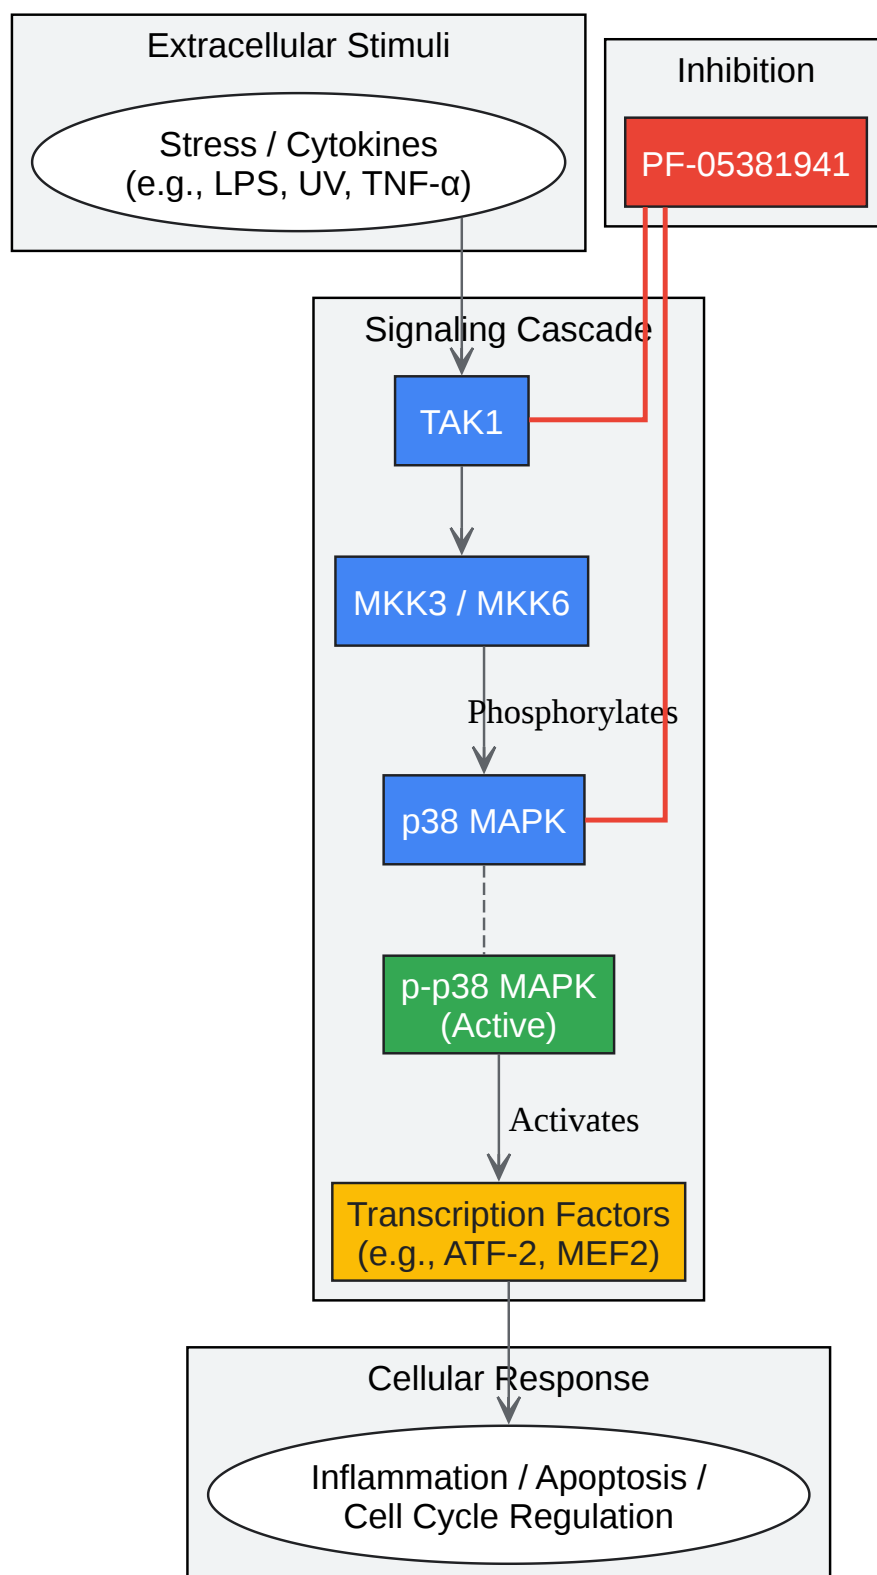 Extracellular Stimuli
Stress / Cytokines
(e.g., LPS, UV, TNF-α)
Inhibition
PF-05381941
Signaling Cascade
TAK1
MKK3 / MKK6
Phosphorylates
p38 MAPK
p-p38 MAPK
(Active)
Activates
Transcription Factors
(e.g., ATF-2, MEF2)
Cellular Response
Inflammation / Apoptosis /
Cell Cycle Regulation